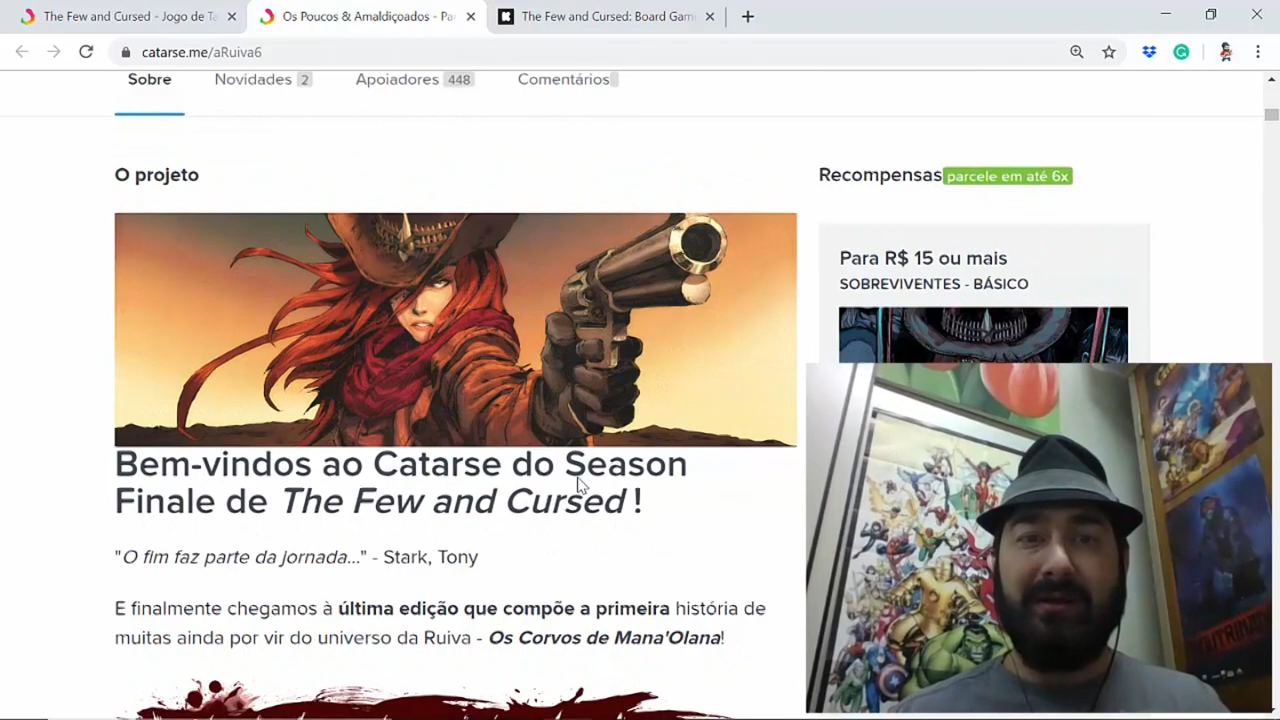 The Few and Cursed - Jogo de Ta
Os Poucos & Amaldiçoados - Pa
The Few and Cursed: Board Gam
catarse.me/aRuiva6
Sobre
Novidades 2
Apoiadores 448
Comentários
O projeto
Recompensas parcele em até 6x
Para R$ 15 ou mais
SOBREVIVENTES - BÁSICO
Bem-vindos ao Catarse do Season
Finale de The Few and Cursed !
"O fim faz parte da jornada..." - Stark, Tony
E finalmente chegamos à última edição que compõe a primeira história de
muitas ainda por vir do universo da Ruiva - Os Corvos de Mana'Olana!